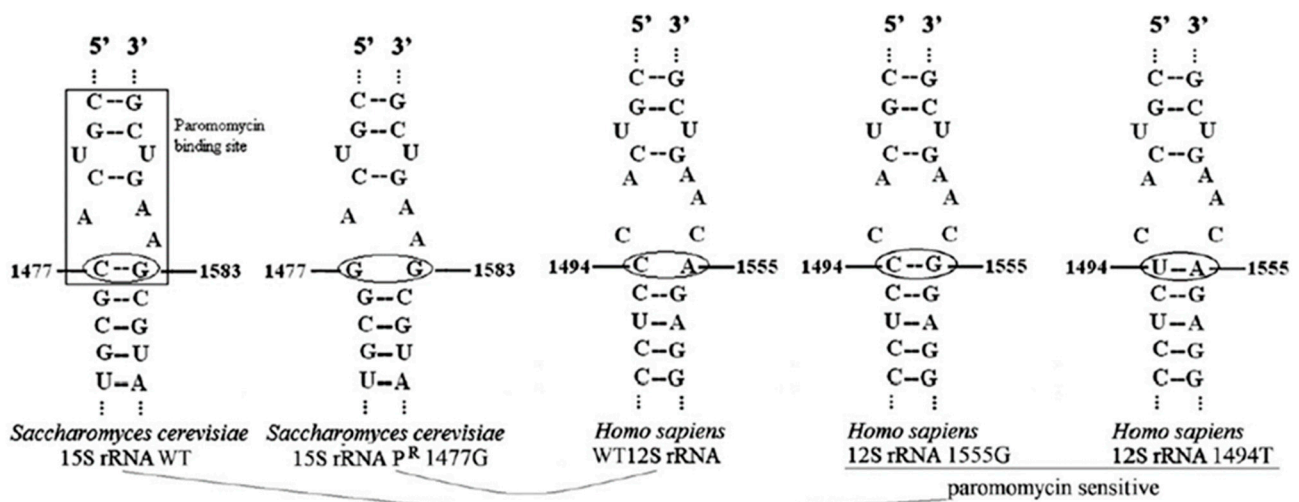 5’ 3’
C--G
G--C
Paromomycin
binding site
U U
C--G
A A
A
1477 C--G 1583
G--C
C–G
G–U
U–A
Saccharomyces cerevisiae
15S rRNA WT
5’ 3’
C--G
G--C
U U
C--G
A A
A
1477 G G 1583
G--C
C–G
G–U
U–A
Saccharomyces cerevisiae
15S rRNA Pᴿ 1477G
5’ 3’
C--G
G--C
U U
C--G
A A
A
C C
1494 C A 1555
C--G
U–A
C--G
C--G
Homo sapiens
WT12S rRNA
5’ 3’
C--G
G--C
U U
C--G
A A
A
C C
1494 C--G 1555
C--G
U–A
C--G
C--G
Homo sapiens
12S rRNA 1555G
5’ 3’
C--G
G--C
U U
C--G
A A
A
C C
1494 U–A 1555
C--G
U–A
C--G
C--G
Homo sapiens
12S rRNA 1494T
paromomycin sensitive